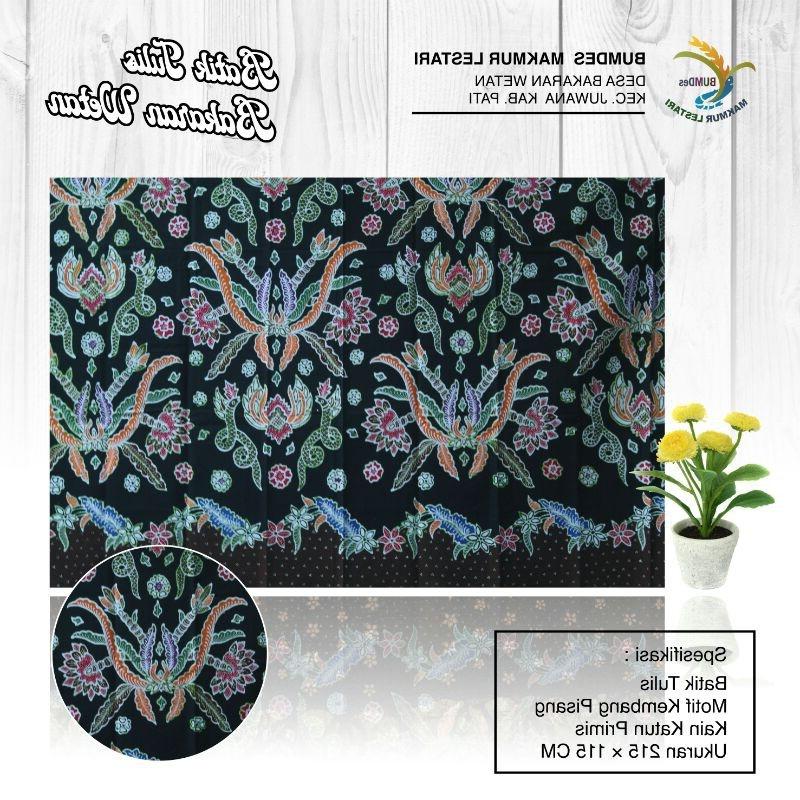 BUMDes
MAKMUR LESTARI
BUMDES MAKMUR LESTARI
DESA BAKARAN WETAN
KEC. JUWANA KAB. PATI
Batik Tulis
Bakaran Wetan
Spesifikasi :
Batik Tulis
Motif Kembang Pisang
Kain Katun Primis
Ukuran 215 × 115 CM